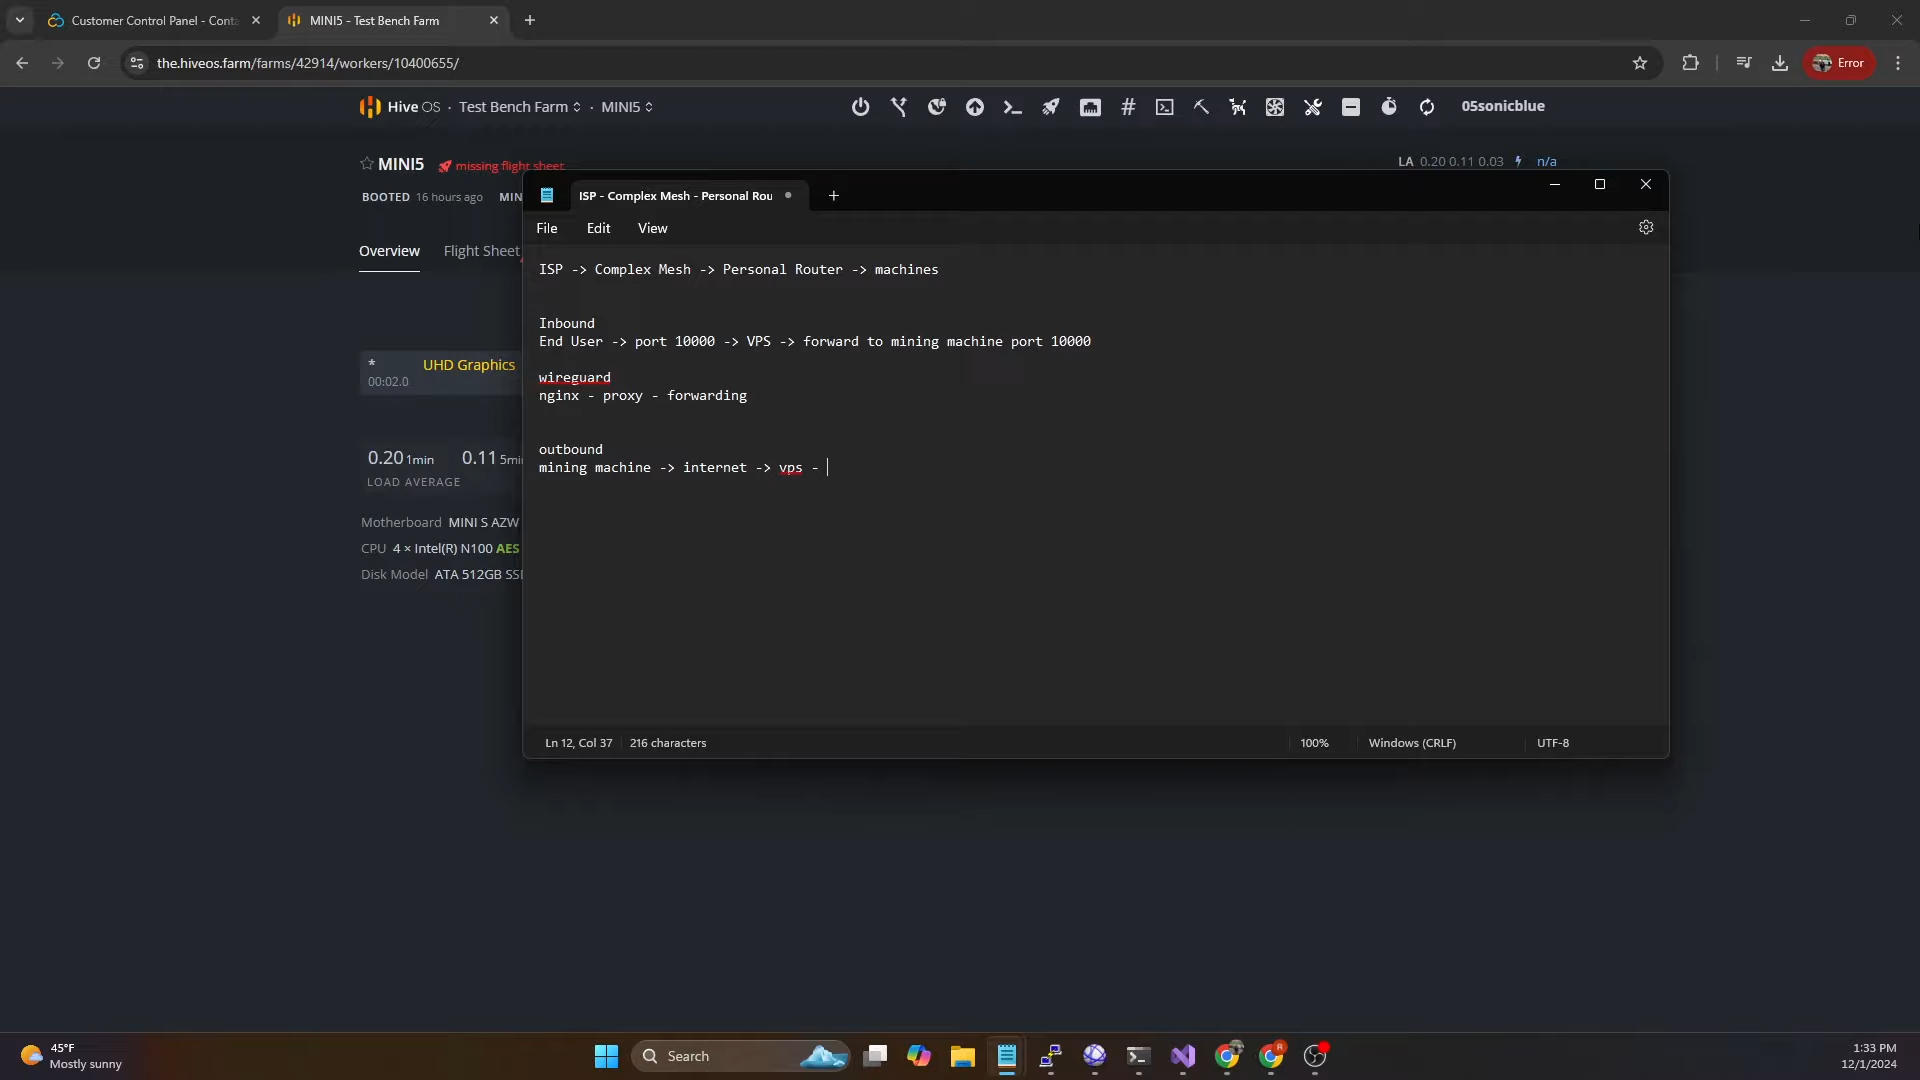 Customer Control Panel - Conta
MINI5 - Test Bench Farm
the.hiveos.farm/farms/42914/workers/10400655/
Error
Hive OS · Test Bench Farm · MINI5
05sonicblue
MINI5 missing flight sheet
LA 0.20 0.11 0.03 n/a
BOOTED 16 hours ago MIN
Overview Flight Sheet
* UHD Graphics
00:02.0
0.20 1min 0.11 5mi
LOAD AVERAGE
Motherboard MINI S AZW
CPU 4 × Intel(R) N100 AES
Disk Model ATA 512GB SSD
ISP - Complex Mesh - Personal Rou
File Edit View
ISP -> Complex Mesh -> Personal Router -> machines
Inbound
End User -> port 10000 -> VPS -> forward to mining machine port 10000
wireguard
nginx - proxy - forwarding
outbound
mining machine -> internet -> vps -
Ln 12, Col 37 216 characters 100% Windows (CRLF) UTF-8
45°F
Mostly sunny
Search
1:33 PM
12/1/2024